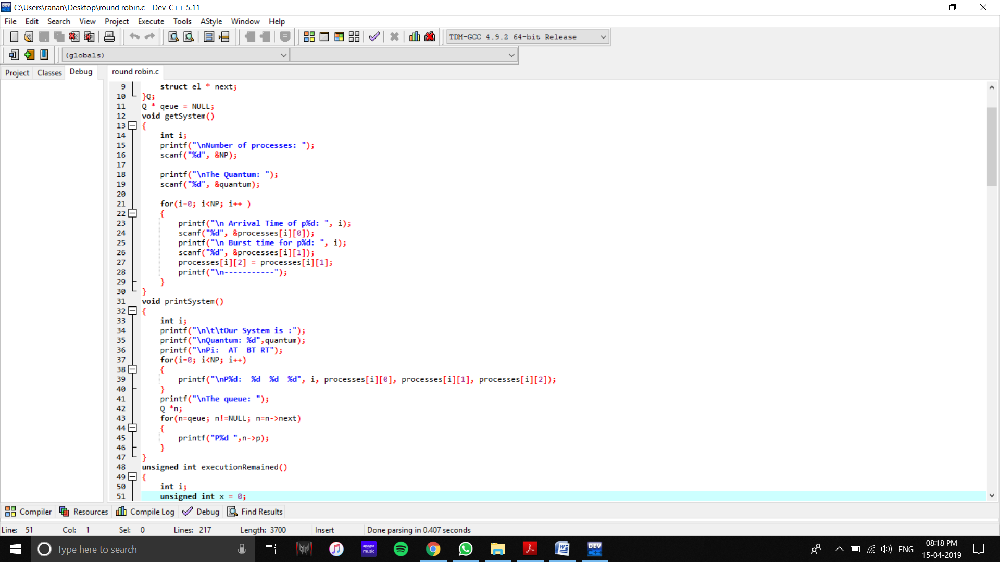 C:\Users\ranan\Desktop\round robin.c - Dev-C++ 5.11
File Edit Search View Project Execute Tools AStyle Window Help
TDM-GCC 4.9.2 64-bit Release
(globals)
Project Classes Debug round robin.c
9 struct el * next;
10 }Q;
11 Q * qeue = NULL;
12 void getSystem()
13 {
14 int i;
15 printf("\nNumber of processes: ");
16 scanf("%d", &NP);
17
18 printf("\nThe Quantum: ");
19 scanf("%d", &quantum);
20
21 for(i=0; i<NP; i++ )
22 {
23 printf("\n Arrival Time of p%d: ", i);
24 scanf("%d", &processes[i][0]);
25 printf("\n Burst time for p%d: ", i);
26 scanf("%d", &processes[i][1]);
27 processes[i][2] = processes[i][1];
28 printf("\n-----------");
29 }
30 }
31 void printSystem()
32 {
33 int i;
34 printf("\n\t\tOur System is :");
35 printf("\nQuantum: %d",quantum);
36 printf("\nPi:  AT  BT RT");
37 for(i=0; i<NP; i++)
38 {
39 printf("\nP%d:  %d  %d  %d", i, processes[i][0], processes[i][1], processes[i][2]);
40 }
41 printf("\nThe queue: ");
42 Q *n;
43 for(n=qeue; n!=NULL; n=n->next)
44 {
45 printf("P%d ",n->p);
46 }
47 }
48 unsigned int executionRemained()
49 {
50 int i;
51 unsigned int x = 0;
Compiler Resources Compile Log Debug Find Results
Line: 51 Col: 1 Sel: 0 Lines: 217 Length: 3700 Insert Done parsing in 0.407 seconds
Type here to search
amazon music
DEV C++
ENG
08:18 PM
15-04-2019